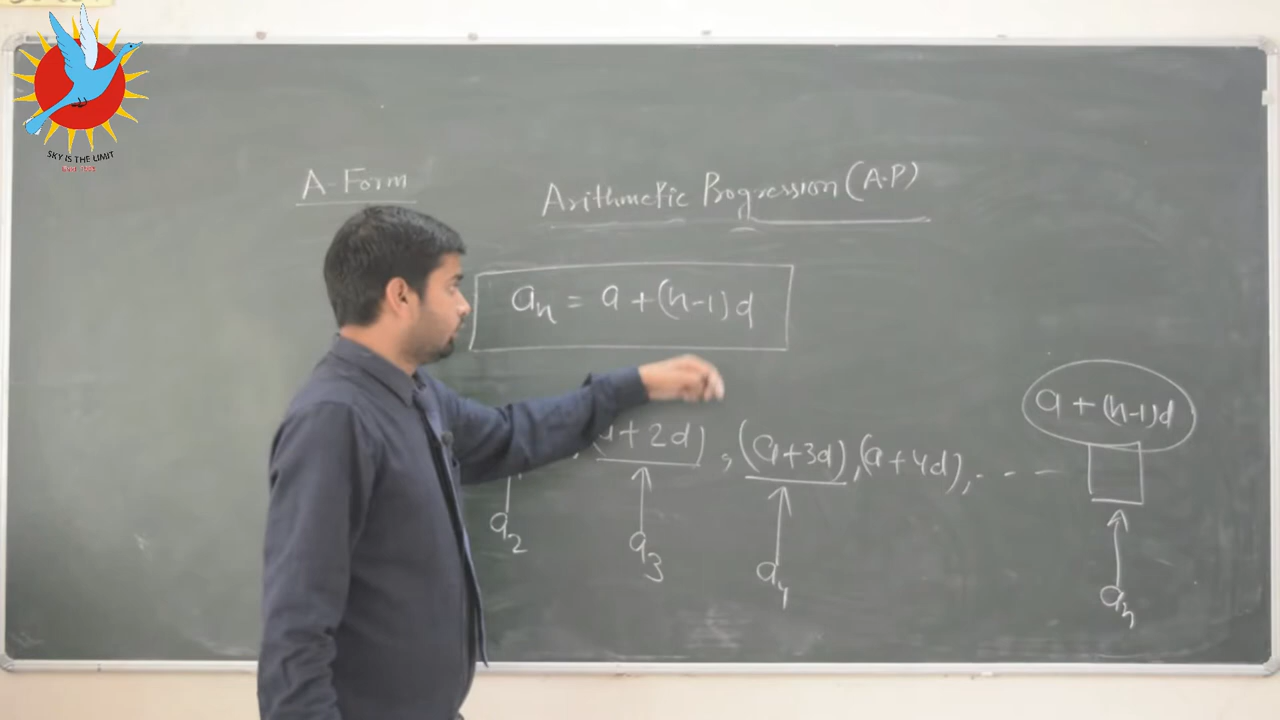 SKY IS THE LIMIT
A-Form
Arithmetic Progression (A.P)
aₙ = a + (n-1)d
a + (n-1)d
+ 2d) , (a+3d), (a + 4d), - - -
a₂
a₃
a₄
aₙ